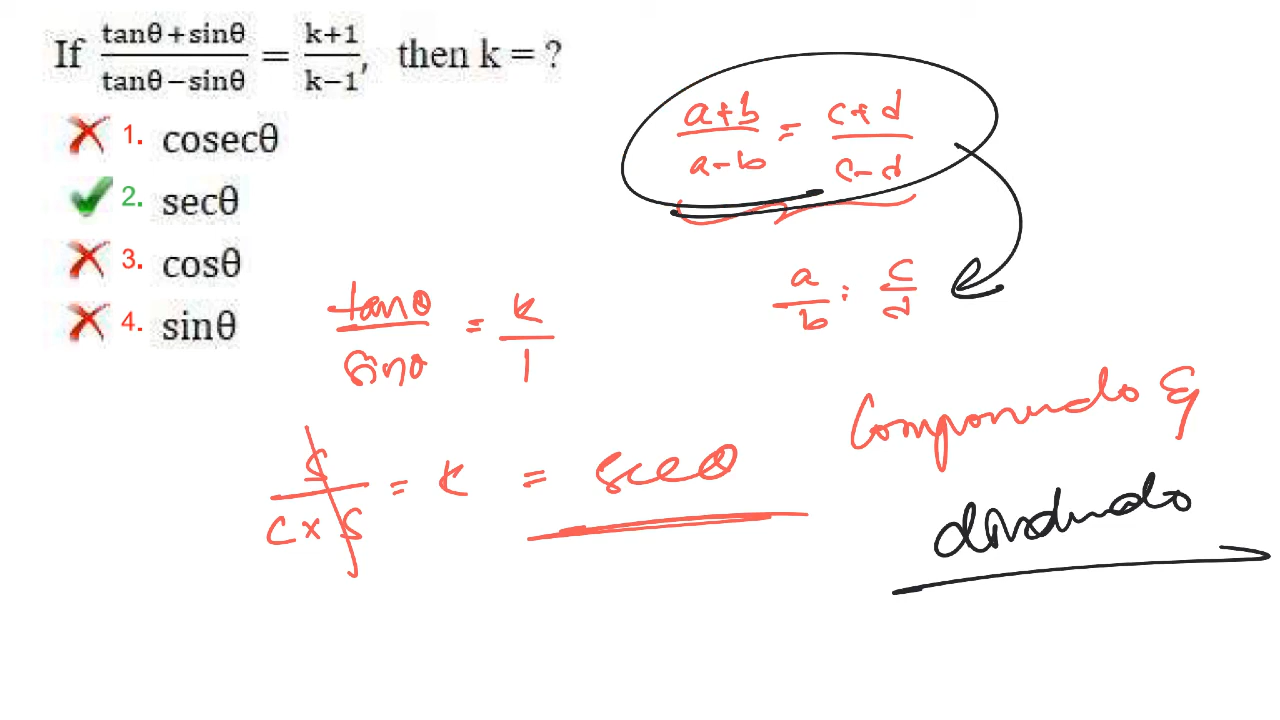 If (tanθ+sinθ)/(tanθ−sinθ) = (k+1)/(k−1), then k = ?
1. cosecθ
2. secθ
3. cosθ
4. sinθ
(a+b)/(a-b) = (c+d)/(c-d)
a/b : c/d
tanθ/sinθ = k/1
s/(c×s) = k = secθ
Componendo &
dividendo